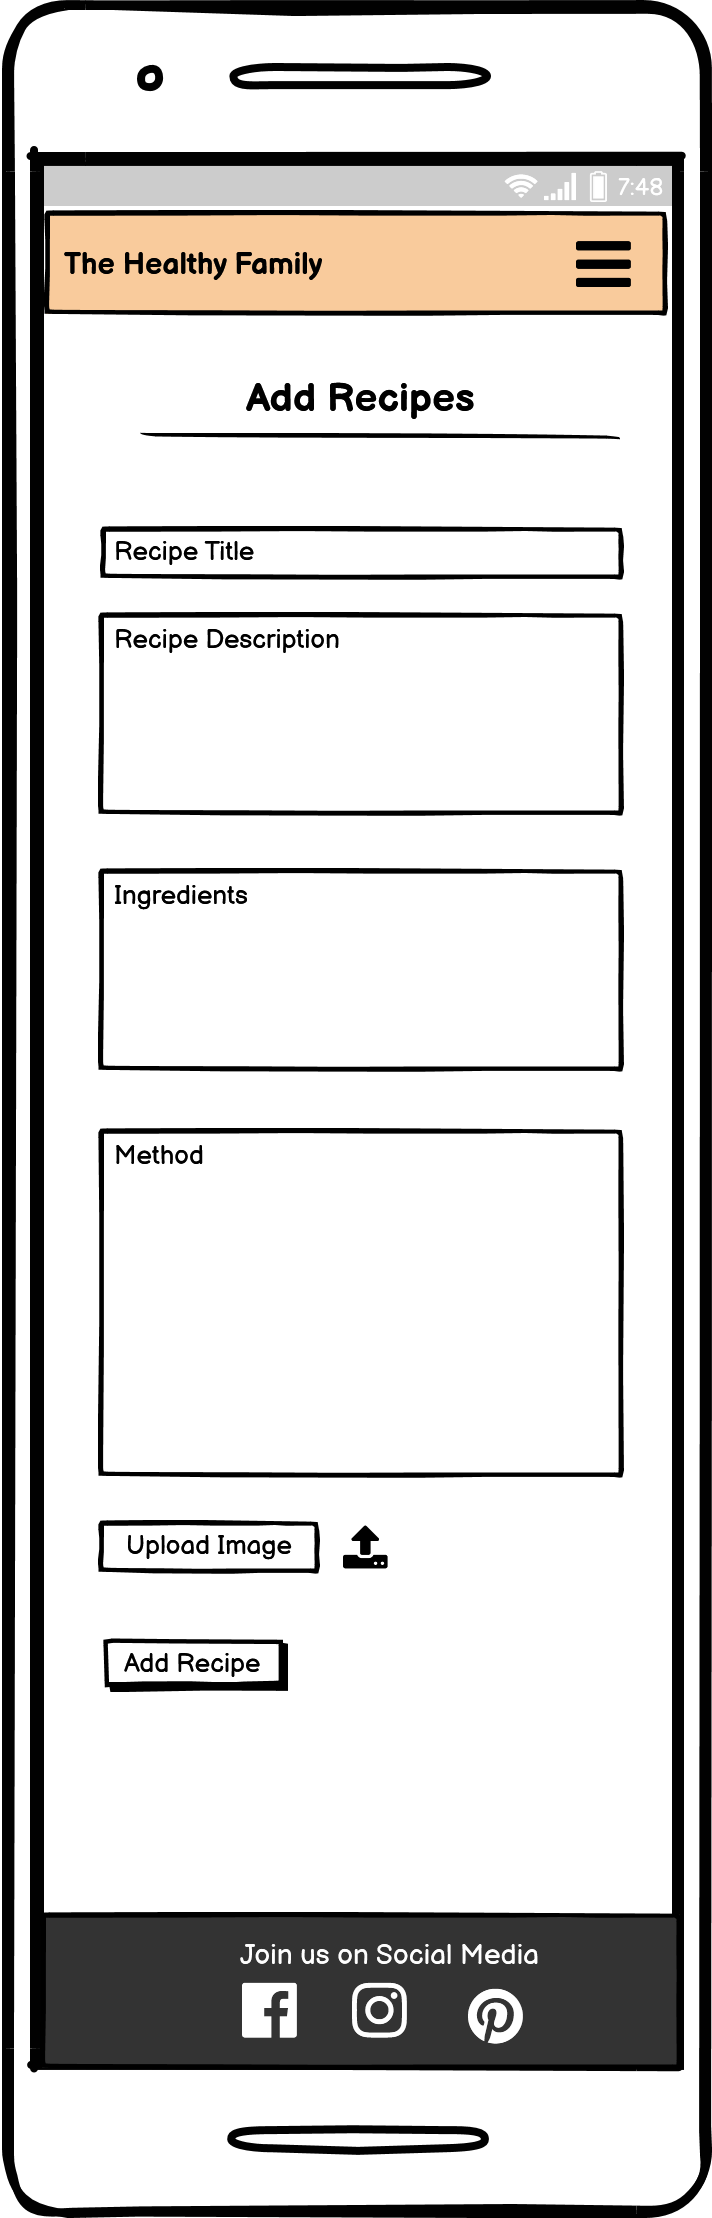 7:48
The Healthy Family
Add Recipes
Recipe Title
Recipe Description
Ingredients
Method
Upload Image
Add Recipe
Join us on Social Media